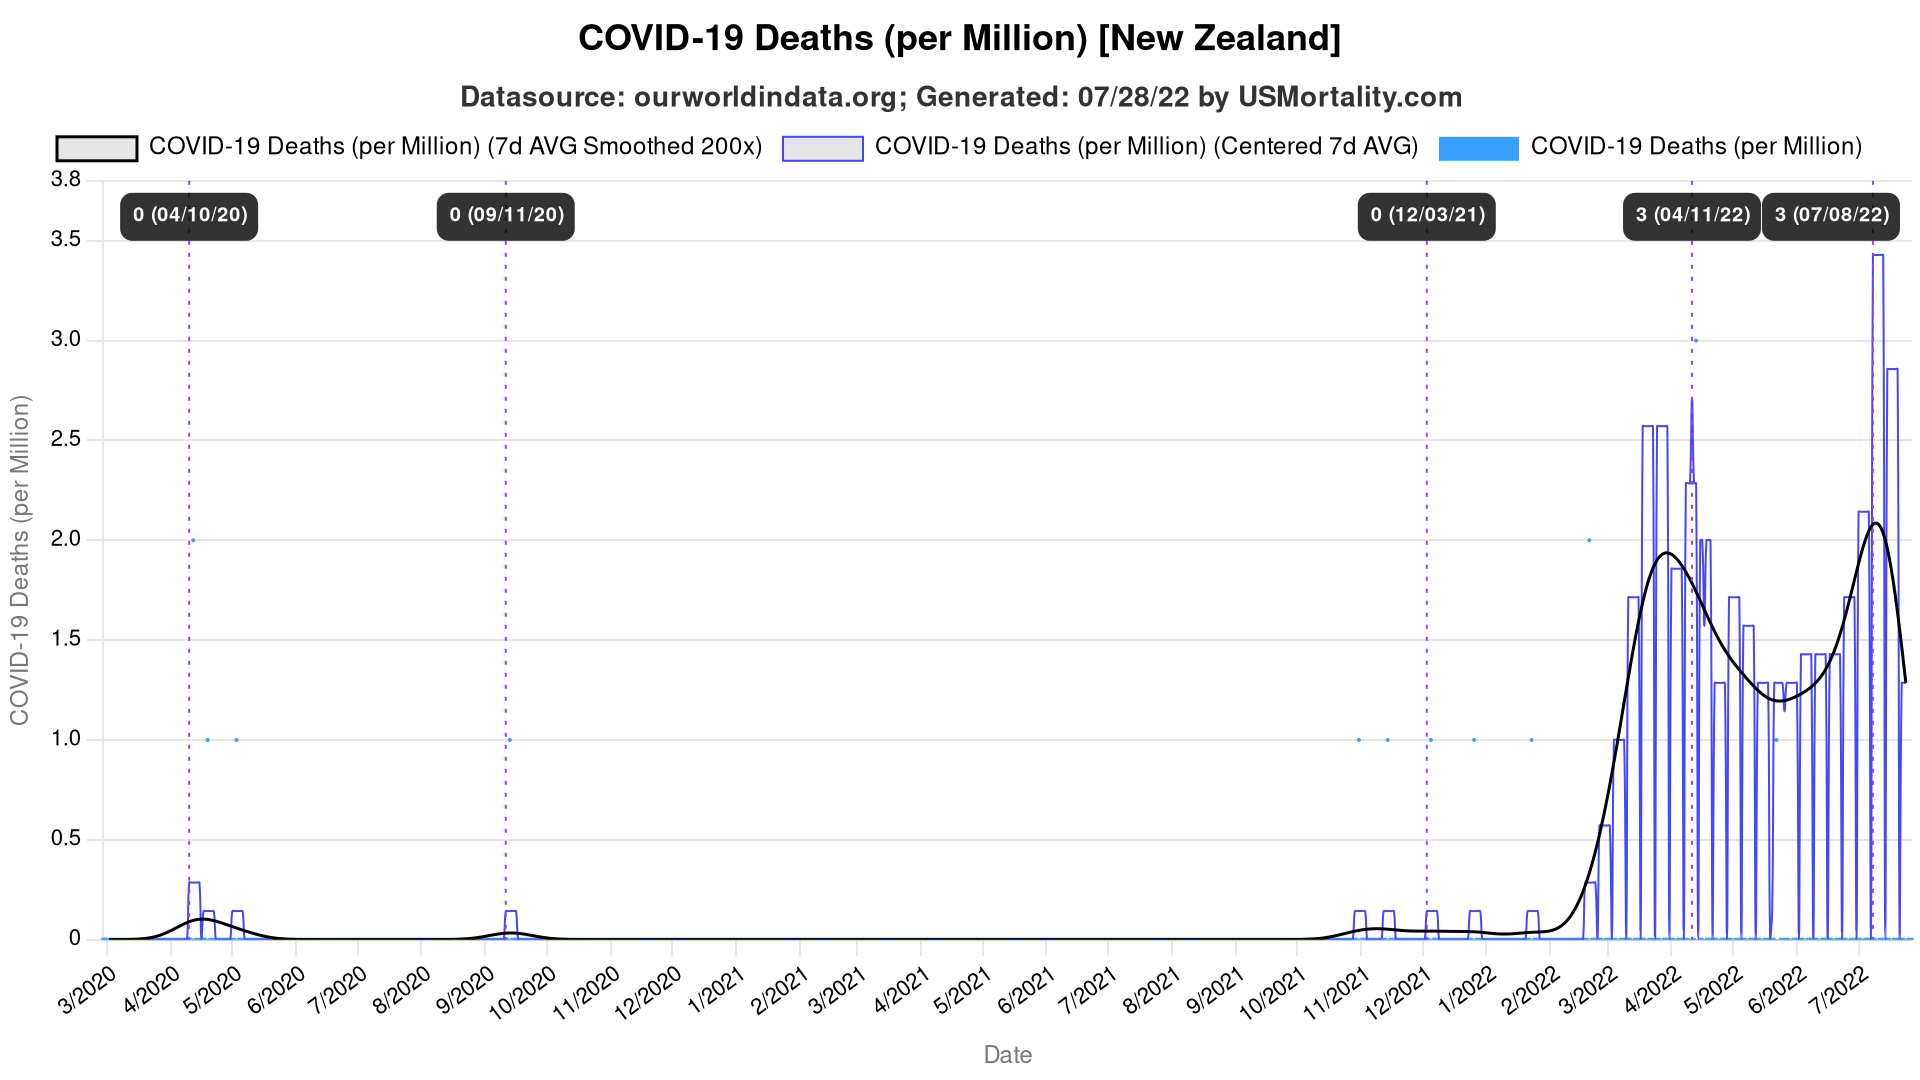 COVID-19 Deaths (per Million) [New Zealand]
Datasource: ourworldindata.org; Generated: 07/28/22 by USMortality.com
COVID-19 Deaths (per Million) (7d AVG Smoothed 200x) COVID-19 Deaths (per Million) (Centered 7d AVG) COVID-19 Deaths (per Million)
0 (04/10/20) 0 (09/11/20) 0 (12/03/21) 3 (04/11/22) 3 (07/08/22)
3.8
3.5
3.0
2.5
2.0
1.5
1.0
0.5
0
COVID-19 Deaths (per Million)
3/2020 4/2020 5/2020 6/2020 7/2020 8/2020 9/2020 10/2020 11/2020 12/2020 1/2021 2/2021 3/2021 4/2021 5/2021 6/2021 7/2021 8/2021 9/2021 10/2021 11/2021 12/2021 1/2022 2/2022 3/2022 4/2022 5/2022 6/2022 7/2022
Date